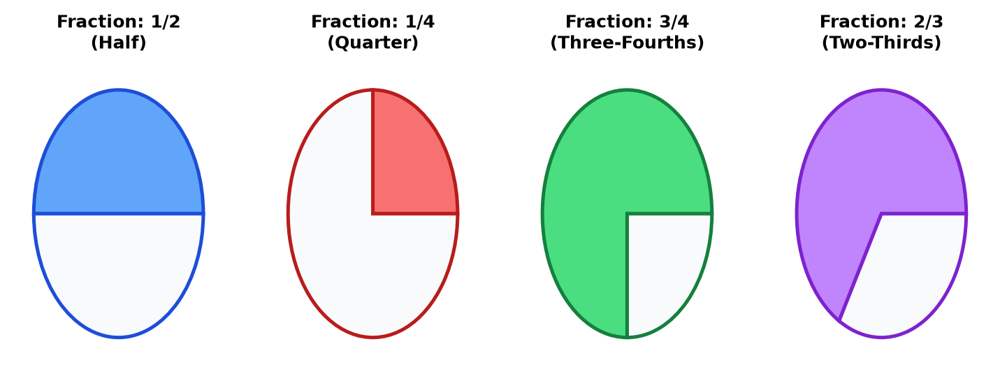 Fraction: 1/2
(Half)
Fraction: 1/4
(Quarter)
Fraction: 3/4
(Three-Fourths)
Fraction: 2/3
(Two-Thirds)